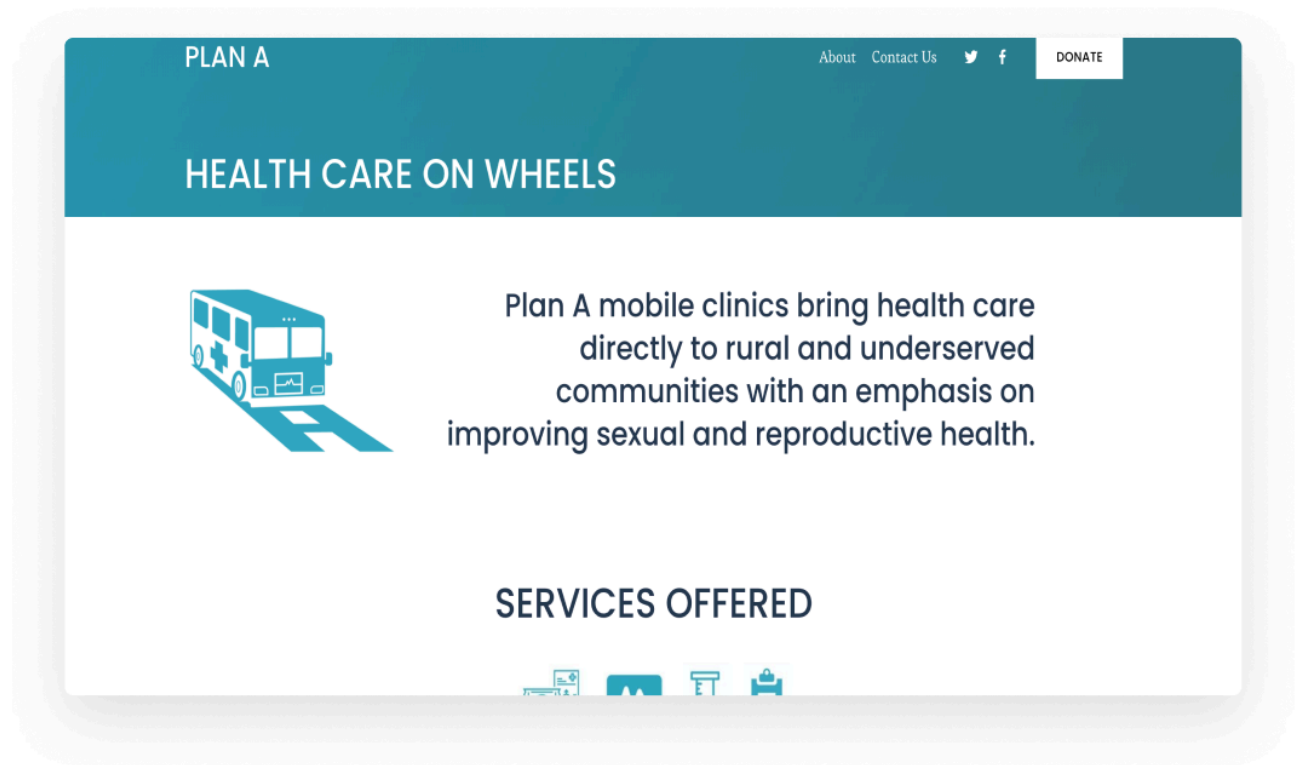 PLAN A
About Contact Us DONATE
HEALTH CARE ON WHEELS
Plan A mobile clinics bring health care
directly to rural and underserved
communities with an emphasis on
improving sexual and reproductive health.
SERVICES OFFERED